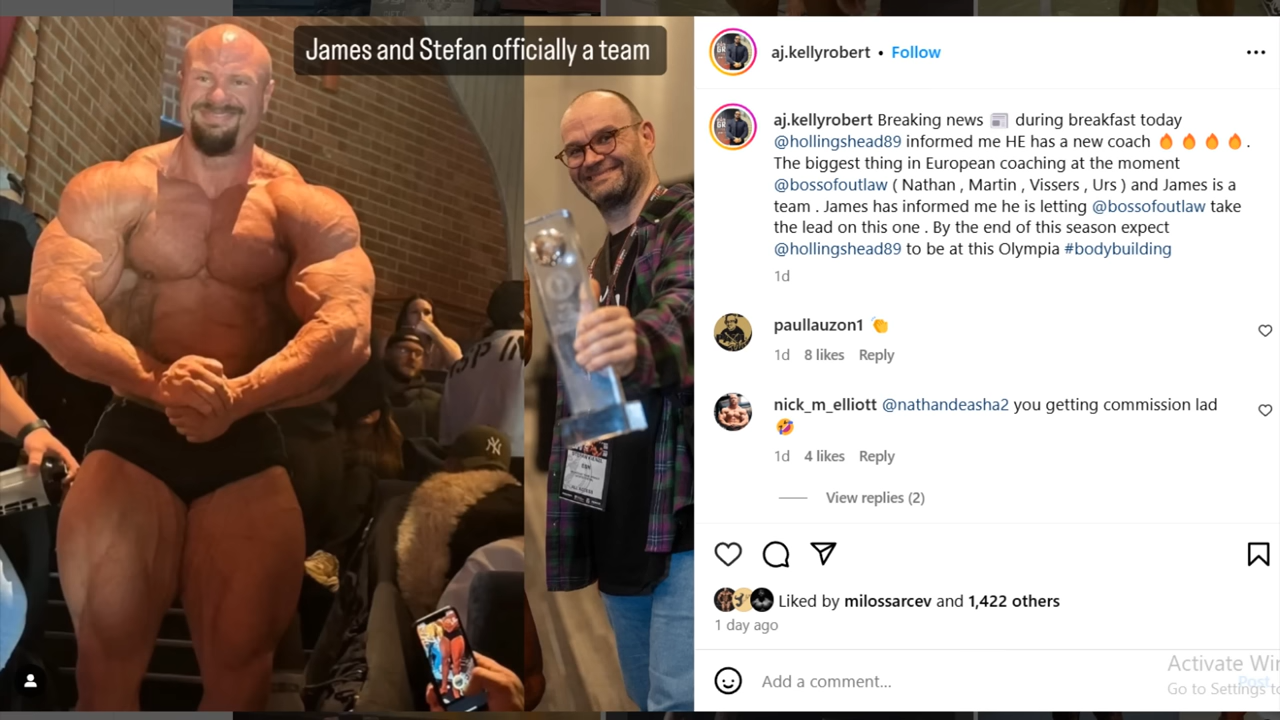 James and Stefan officially a team
aj.kellyrobert • Follow
aj.kellyrobert Breaking news 📰 during breakfast today
@hollingshead89 informed me HE has a new coach 🔥 🔥 🔥 🔥 .
The biggest thing in European coaching at the moment
@bossofoutlaw ( Nathan , Martin , Vissers , Urs ) and James is a
team . James has informed me he is letting @bossofoutlaw take
the lead on this one . By the end of this season expect
@hollingshead89 to be at this Olympia #bodybuilding
1d
paullauzon1 👏
1d 8 likes Reply
nick_m_elliott @nathandeasha2 you getting commission lad
🤣
1d 4 likes Reply
View replies (2)
Liked by milossarcev and 1,422 others
1 day ago
Add a comment...
Post
Activate Wi
Go to Settings t